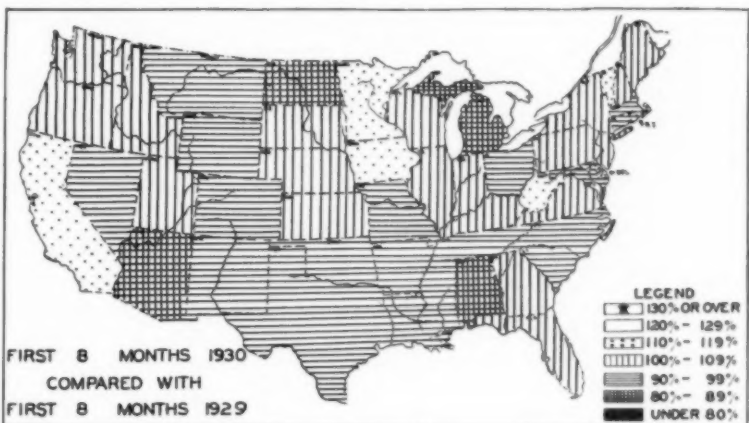 FIRST 8 MONTHS 1930
COMPARED WITH
FIRST 8 MONTHS 1929
LEGEND
130% OR OVER
120% - 129%
110% - 119%
100% - 109%
90% - 99%
80% - 89%
UNDER 80%